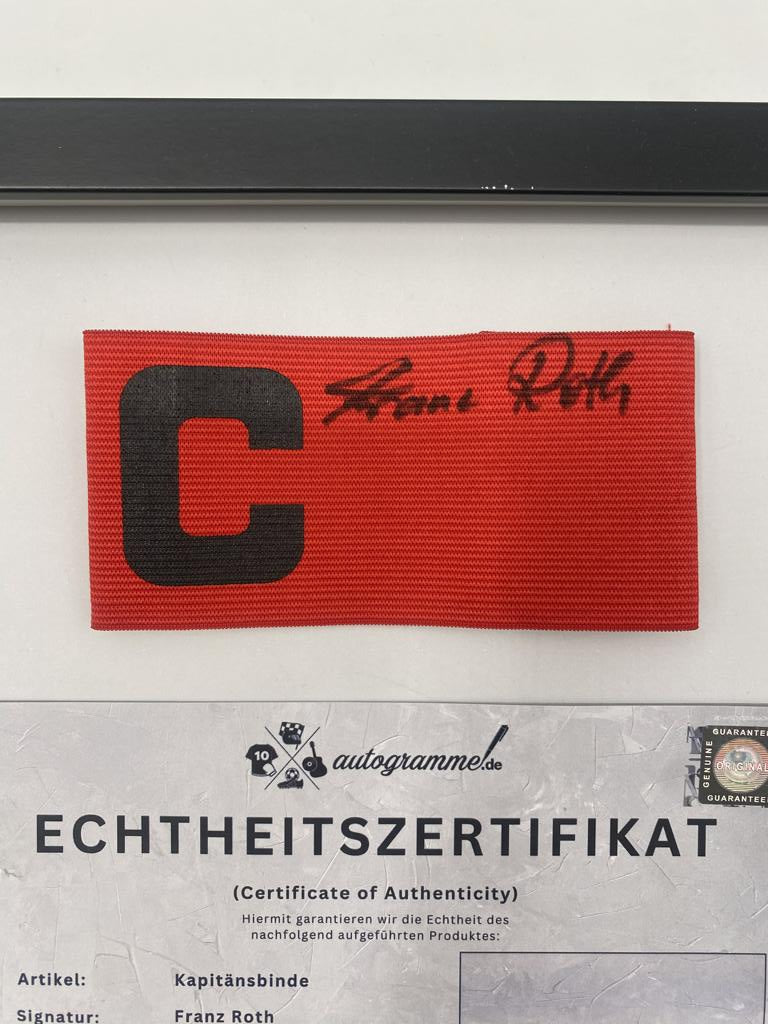 C
Franz Roth
10
autogramme!.de
GUARANTEE
GENUINE
ORIGINAL
GUARANTEE
ECHTHEITSZERTIFIKAT
(Certificate of Authenticity)
Hiermit garantieren wir die Echtheit des
nachfolgend aufgeführten Produktes:
Artikel: Kapitänsbinde
Signatur: Franz Roth